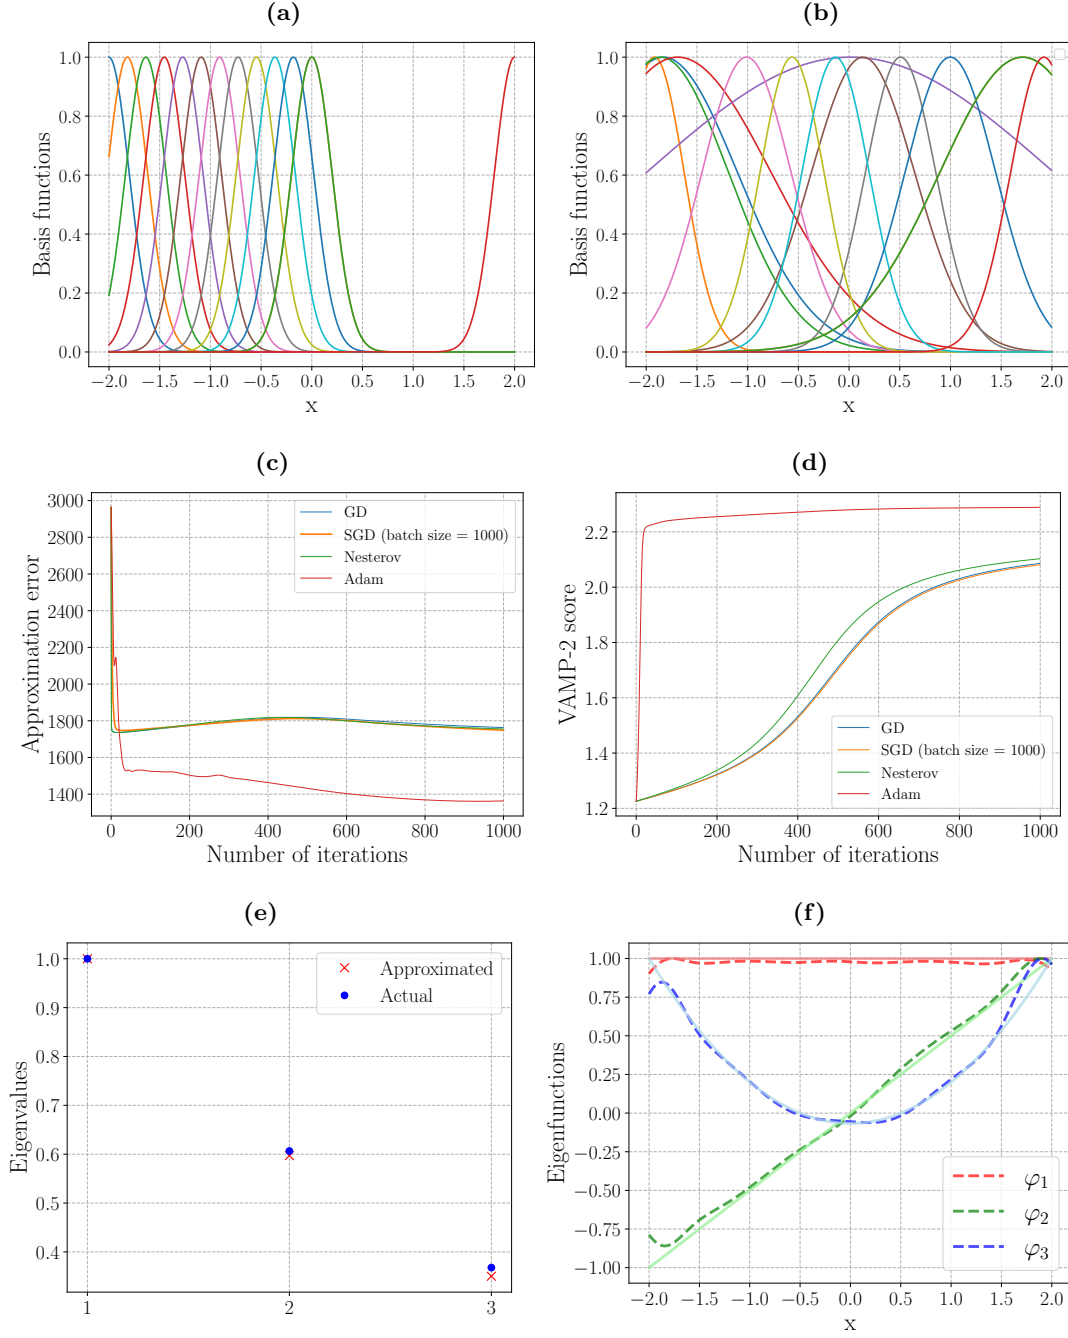 (a)
1.0
0.8
0.6
0.4
0.2
0.0
Basis functions
−2.0 −1.5 −1.0 −0.5 0.0 0.5 1.0 1.5 2.0
x
(b)
1.0
0.8
0.6
0.4
0.2
0.0
Basis functions
−2.0 −1.5 −1.0 −0.5 0.0 0.5 1.0 1.5 2.0
x
(c)
3000
2800
2600
2400
2200
2000
1800
1600
1400
Approximation error
GD
SGD (batch size = 1000)
Nesterov
Adam
0 200 400 600 800 1000
Number of iterations
(d)
2.2
2.0
1.8
1.6
1.4
1.2
VAMP-2 score
GD
SGD (batch size = 1000)
Nesterov
Adam
0 200 400 600 800 1000
Number of iterations
(e)
1.0
0.9
0.8
0.7
0.6
0.5
0.4
Eigenvalues
Approximated
Actual
1 2 3
(f)
1.00
0.75
0.50
0.25
0.00
−0.25
−0.50
−0.75
−1.00
Eigenfunctions
φ1
φ2
φ3
−2.0 −1.5 −1.0 −0.5 0.0 0.5 1.0 1.5 2.0
x